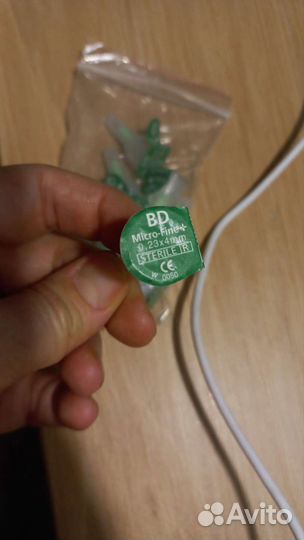 BD
Micro-Fine+
0,23x4mm
STERILE R
CE
W 0050
Avito